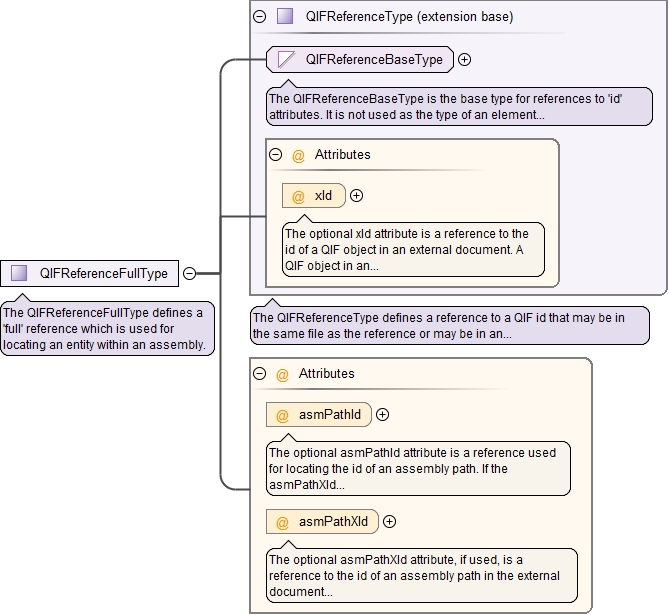 QIFReferenceType (extension base)
QIFReferenceBaseType
The QIFReferenceBaseType is the base type for references to 'id'
attributes. It is not used as the type of an element...
@ Attributes
@ xId
The optional xId attribute is a reference to the
id of a QIF object in an external document. A
QIF object in an...
QIFReferenceFullType
The QIFReferenceFullType defines a
'full' reference which is used for
locating an entity within an assembly.
The QIFReferenceType defines a reference to a QIF id that may be in
the same file as the reference or may be in an...
@ Attributes
@ asmPathId
The optional asmPathId attribute is a reference used
for locating the id of an assembly path. If the
asmPathXId...
@ asmPathXId
The optional asmPathXId attribute, if used, is a
reference to the id of an assembly path in the external
document...